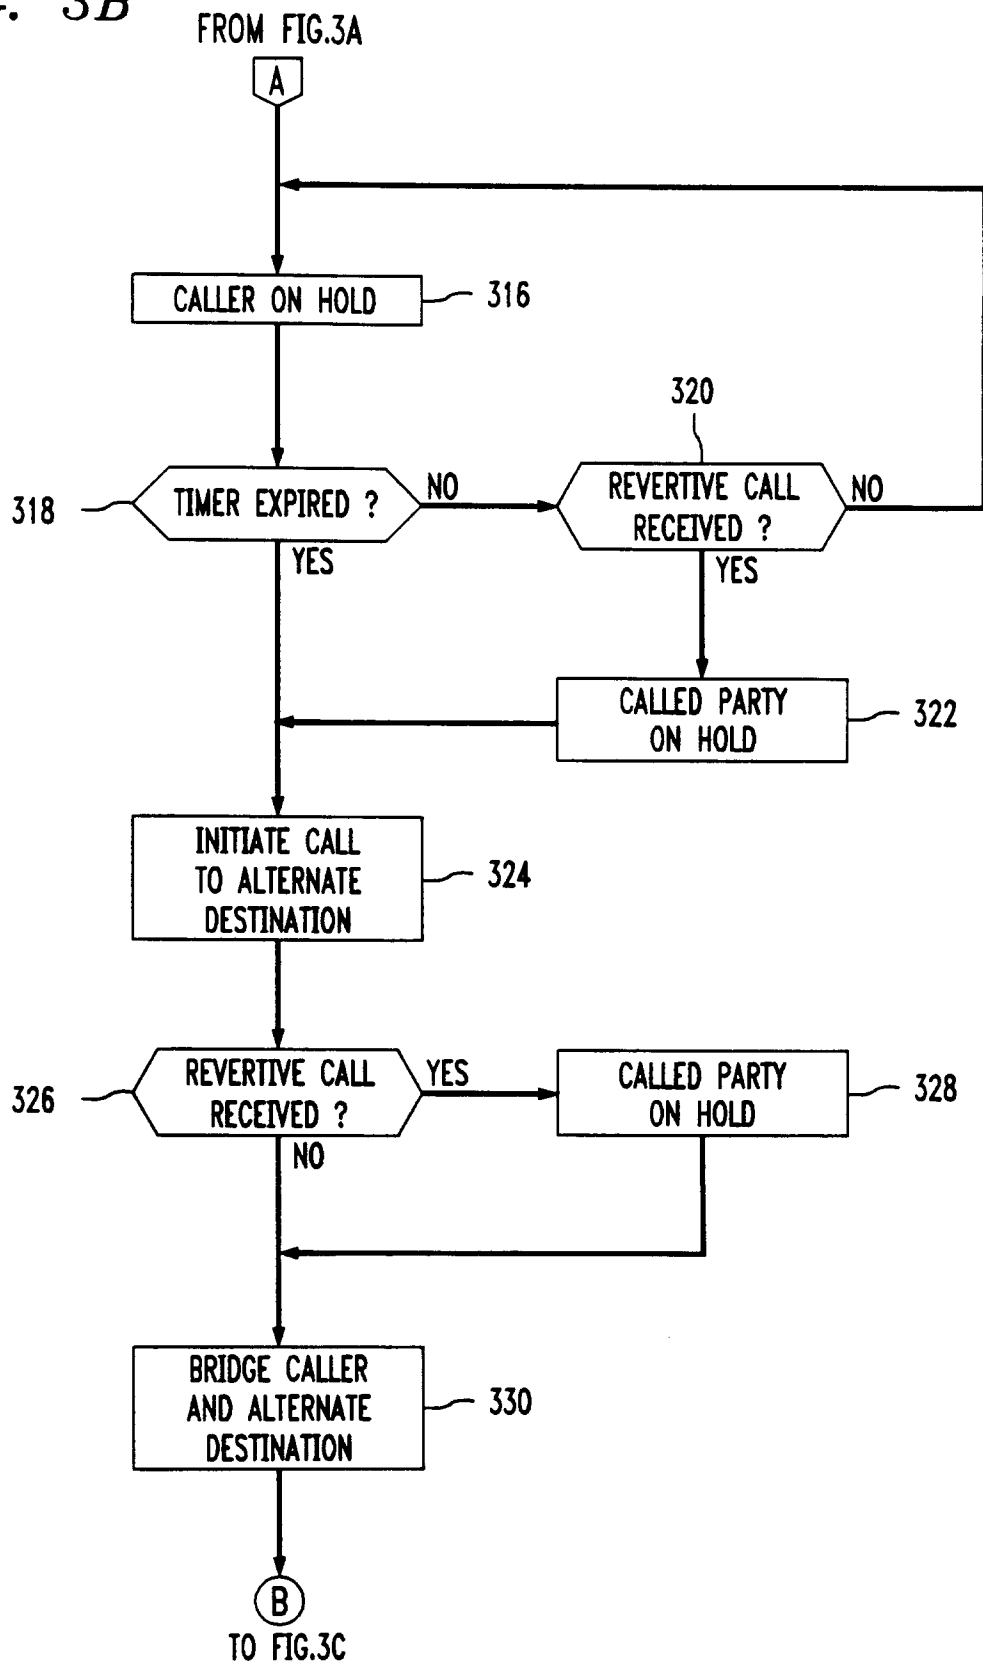 3B
FROM FIG.3A
A
CALLER ON HOLD
316
320
318
TIMER EXPIRED ?
NO
REVERTIVE CALL
RECEIVED ?
NO
YES
YES
CALLED PARTY
ON HOLD
322
INITIATE CALL
TO ALTERNATE
DESTINATION
324
326
REVERTIVE CALL
RECEIVED ?
YES
NO
CALLED PARTY
ON HOLD
328
BRIDGE CALLER
AND ALTERNATE
DESTINATION
330
B
TO FIG.3C